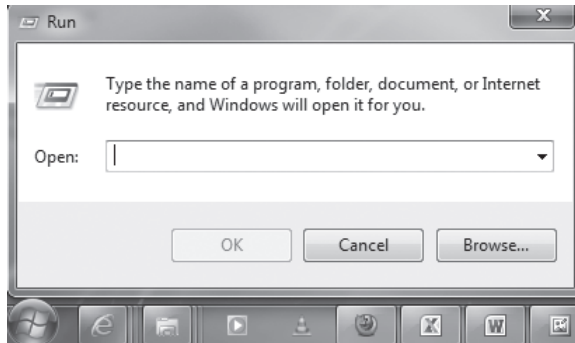 Run
Type the name of a program, folder, document, or Internet
resource, and Windows will open it for you.
Open:
OK
Cancel
Browse...